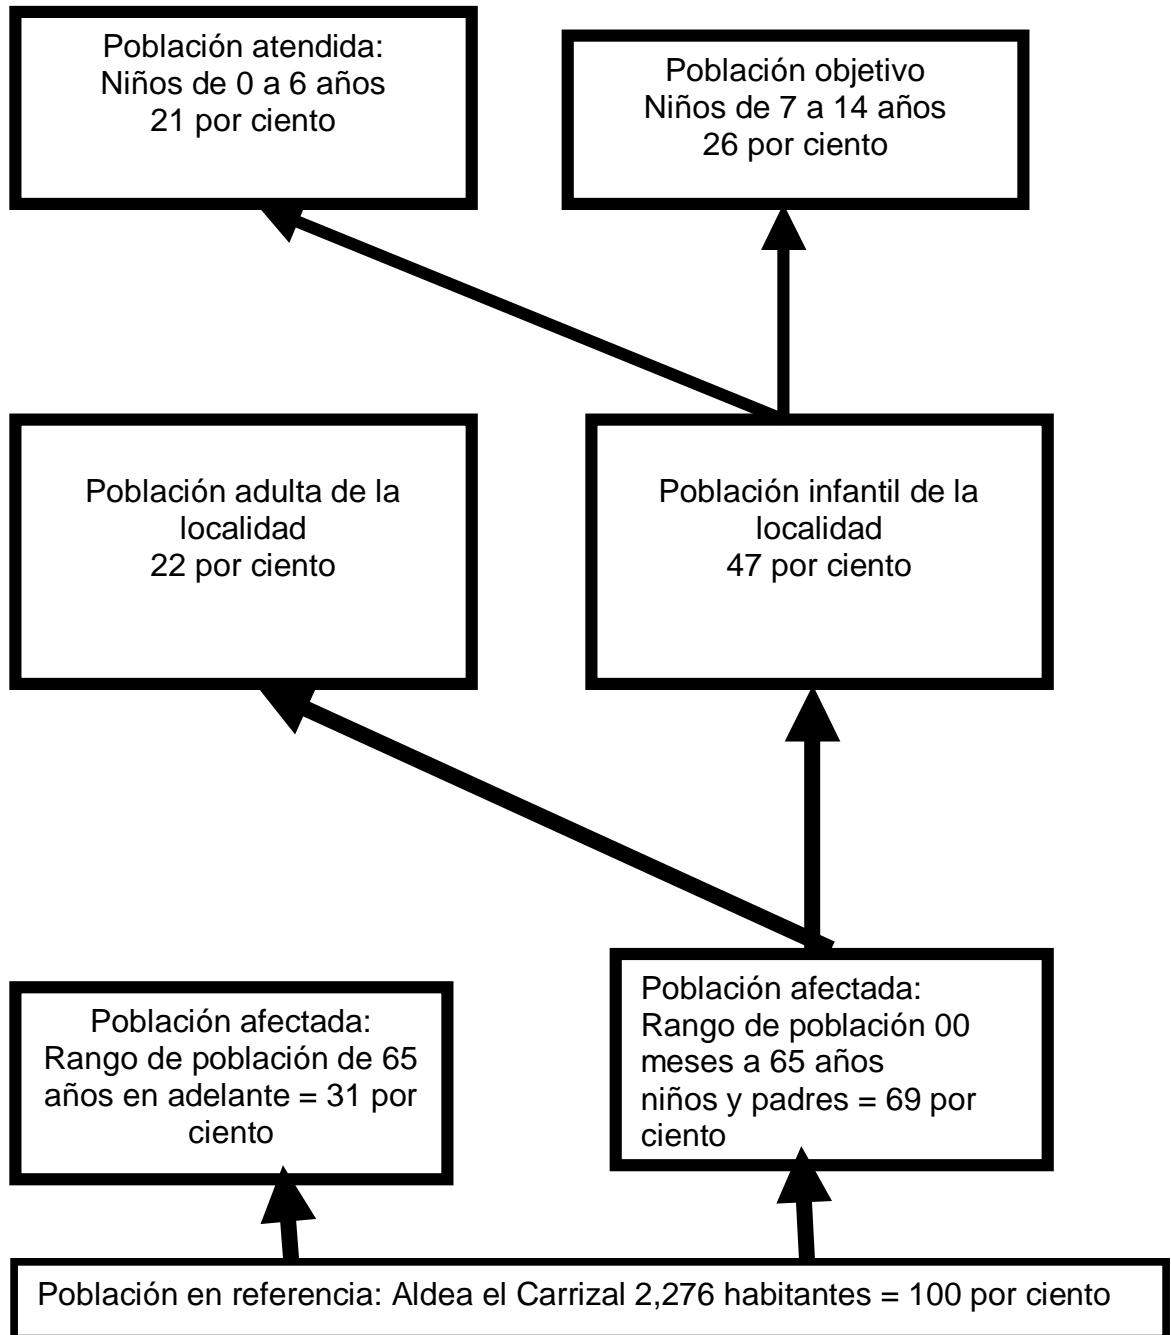 Población atendida:
Niños de 0 a 6 años
21 por ciento
Población objetivo
Niños de 7 a 14 años
26 por ciento
Población adulta de la
localidad
22 por ciento
Población infantil de la
localidad
47 por ciento
Población afectada:
Rango de población de 65
años en adelante = 31 por
ciento
Población afectada:
Rango de población 00
meses a 65 años
niños y padres = 69 por
ciento
Población en referencia: Aldea el Carrizal 2,276 habitantes = 100 por ciento